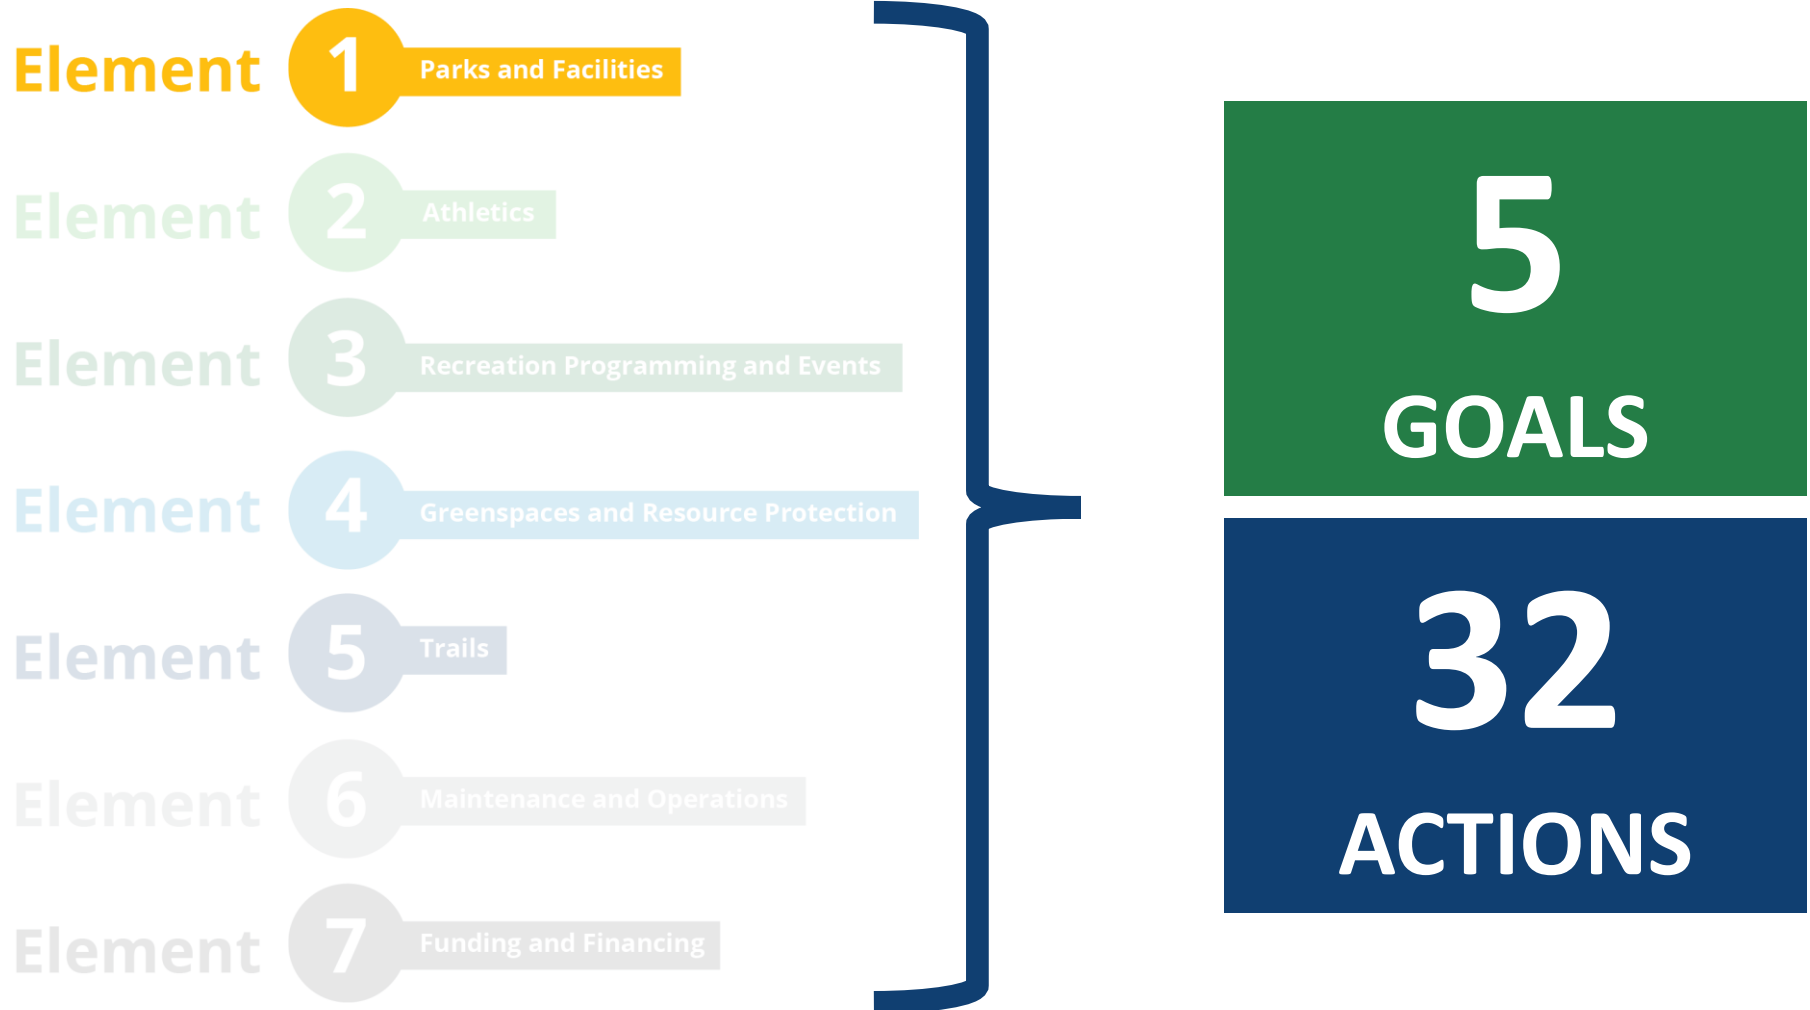 Element 1 Parks and Facilities
Element 2 Athletics
Element 3 Recreation Programming and Events
Element 4 Greenspaces and Resource Protection
Element 5 Trails
Element 6 Maintenance and Operations
Element 7 Funding and Financing
5
GOALS
32
ACTIONS